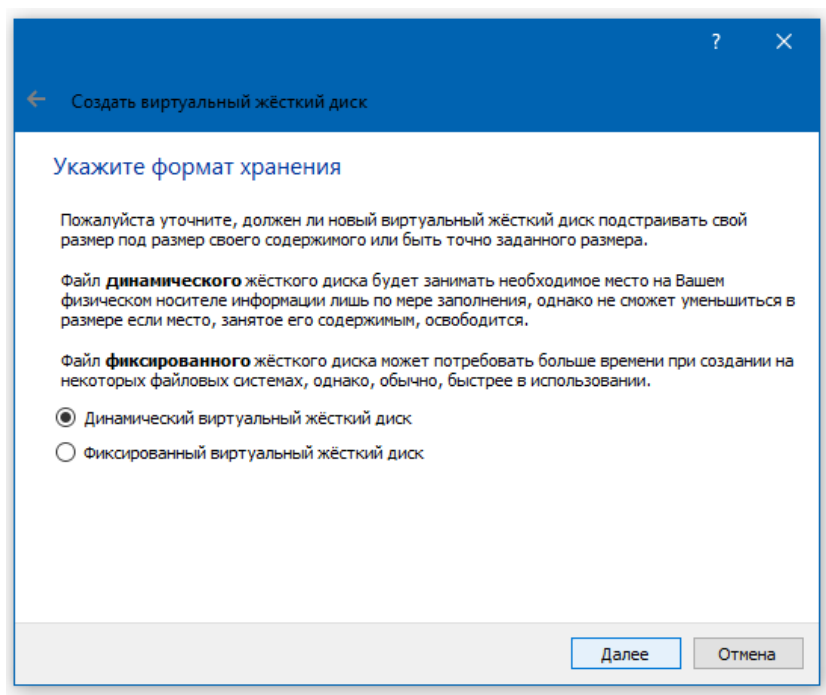 ?
Создать виртуальный жёсткий диск
Укажите формат хранения
Пожалуйста уточните, должен ли новый виртуальный жёсткий диск подстраивать свой
размер под размер своего содержимого или быть точно заданного размера.
Файл динамического жёсткого диска будет занимать необходимое место на Вашем
физическом носителе информации лишь по мере заполнения, однако не сможет уменьшиться в
размере если место, занятое его содержимым, освободится.
Файл фиксированного жёсткого диска может потребовать больше времени при создании на
некоторых файловых системах, однако, обычно, быстрее в использовании.
Динамический виртуальный жёсткий диск
Фиксированный виртуальный жёсткий диск
Далее Отмена